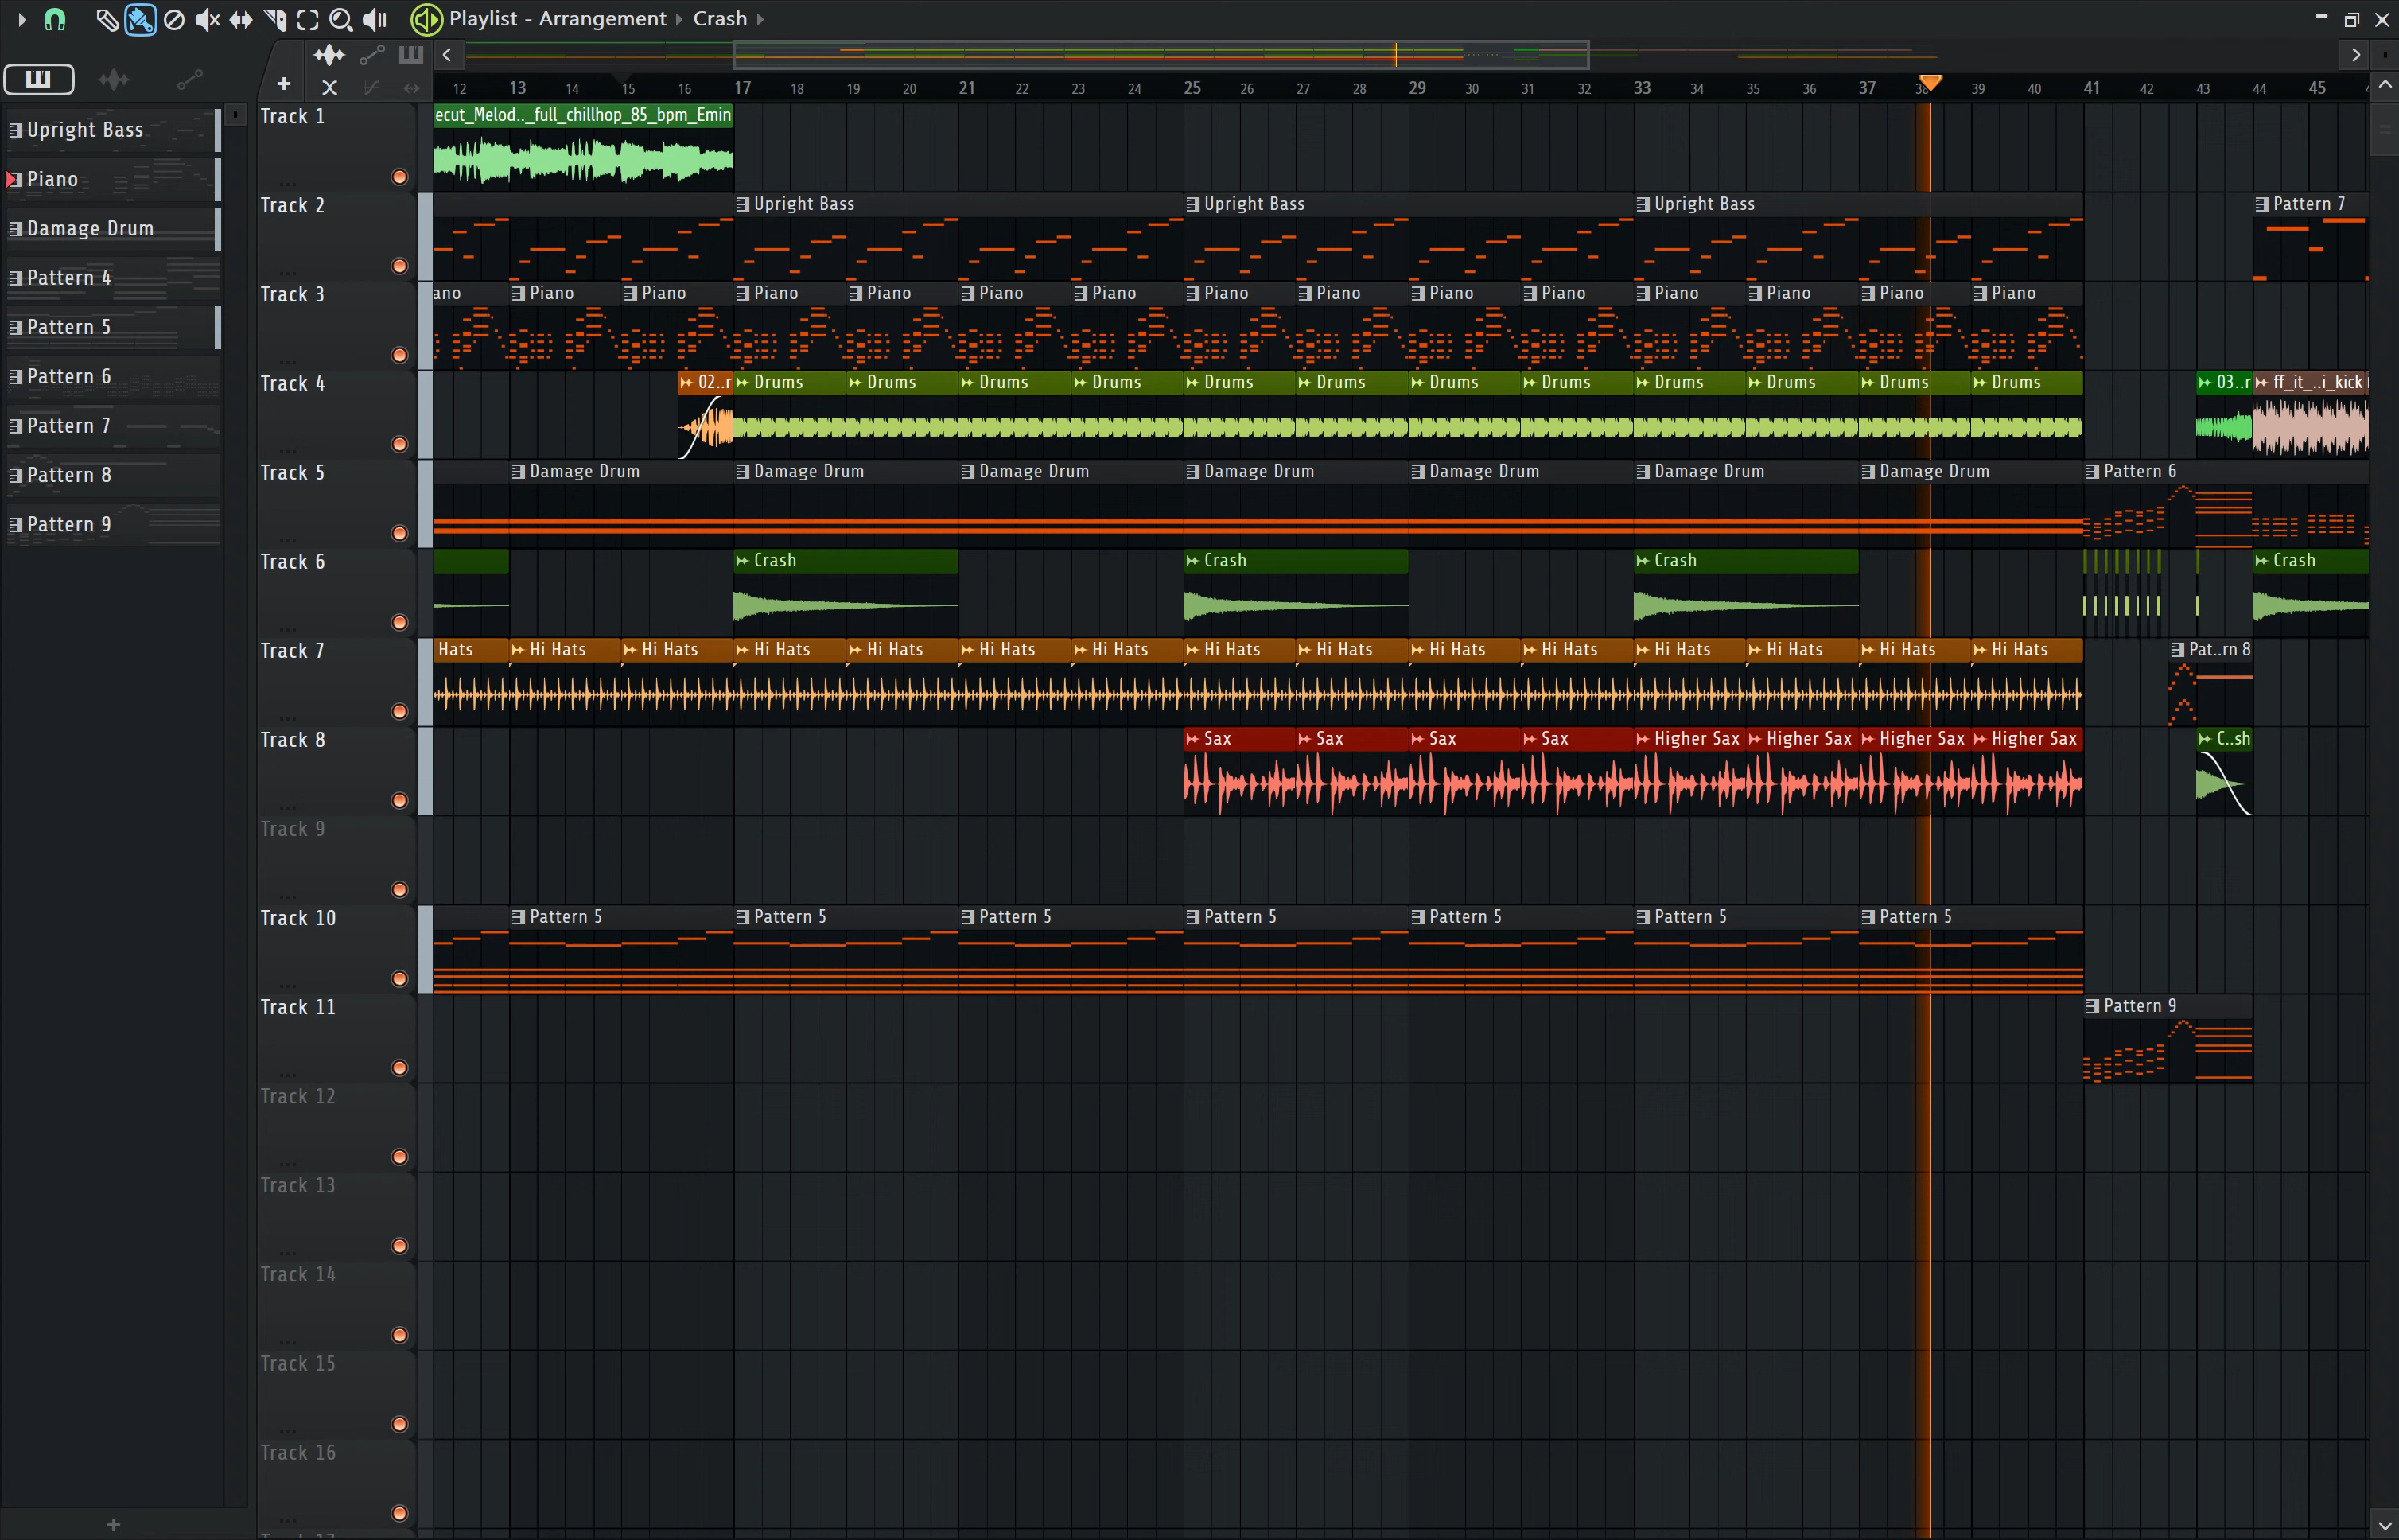 Playlist - Arrangement ▸ Crash ▸
12 13 14 15 16 17 18 19 20 21 22 23 24 25 26 27 28 29 30 31 32 33 34 35 36 37 38 39 40 41 42 43 44 45
Upright Bass
Piano
Damage Drum
Pattern 4
Pattern 5
Pattern 6
Pattern 7
Pattern 8
Pattern 9
Track 1
ecut_Melod.._full_chillhop_85_bpm_Emin
Track 2
Upright Bass Upright Bass Upright Bass Pattern 7
Track 3
ano Piano Piano Piano Piano Piano Piano Piano Piano Piano Piano Piano Piano Piano Piano
Track 4
02..r Drums Drums Drums Drums Drums Drums Drums Drums Drums Drums Drums Drums 03..r ff_it_..i_kick
Track 5
Damage Drum Damage Drum Damage Drum Damage Drum Damage Drum Damage Drum Damage Drum Pattern 6
Track 6
Crash Crash Crash Crash
Track 7
Hats Hi Hats Hi Hats Hi Hats Hi Hats Hi Hats Hi Hats Hi Hats Hi Hats Hi Hats Hi Hats Hi Hats Hi Hats Hi Hats Hi Hats Pat..rn 8
Track 8
Sax Sax Sax Sax Higher Sax Higher Sax Higher Sax Higher Sax C..sh
Track 9
Track 10
Pattern 5 Pattern 5 Pattern 5 Pattern 5 Pattern 5 Pattern 5 Pattern 5
Track 11
Pattern 9
Track 12
Track 13
Track 14
Track 15
Track 16